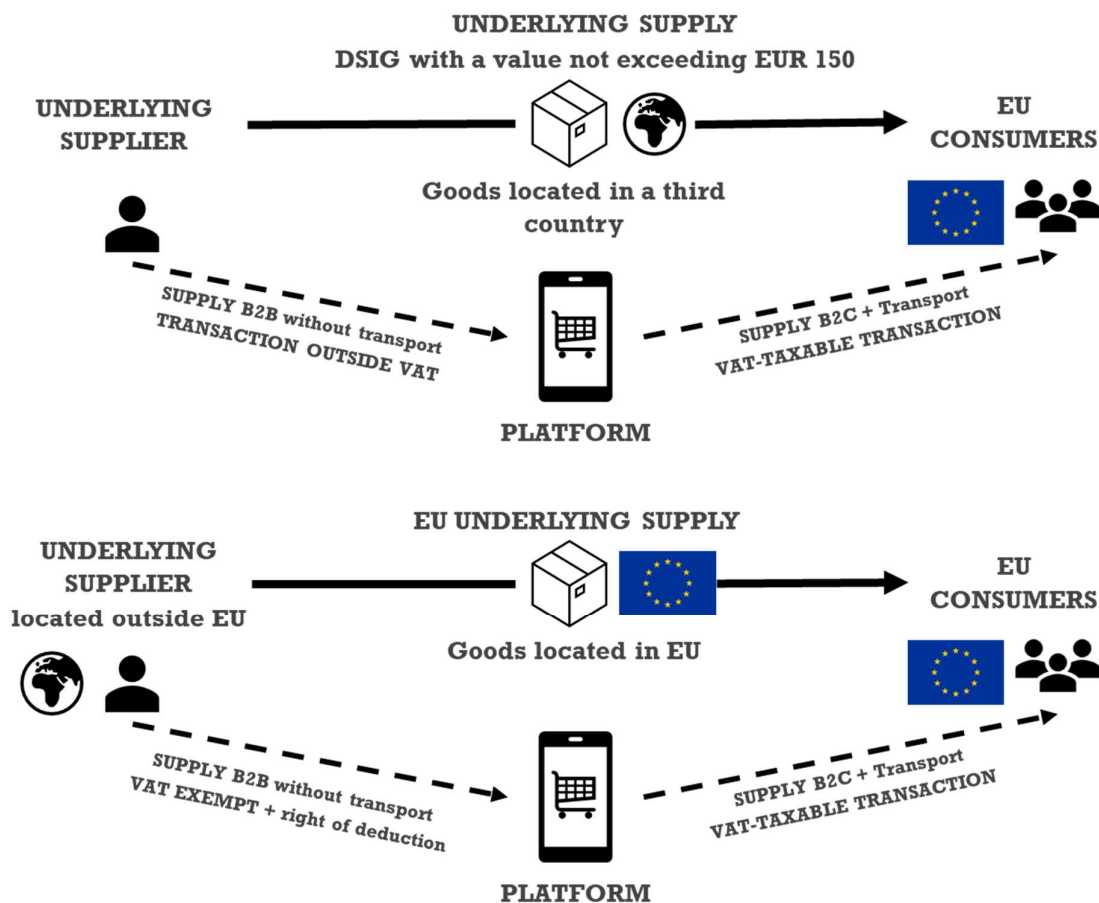 UNDERLYING SUPPLY
DSIG with a value not exceeding EUR 150
UNDERLYING
SUPPLIER
EU
CONSUMERS
Goods located in a third
country
SUPPLY B2B without transport
TRANSACTION OUTSIDE VAT
SUPPLY B2C + Transport
VAT-TAXABLE TRANSACTION
PLATFORM
EU UNDERLYING SUPPLY
UNDERLYING
SUPPLIER
located outside EU
EU
CONSUMERS
Goods located in EU
SUPPLY B2B without transport
VAT EXEMPT + right of deduction
SUPPLY B2C + Transport
VAT-TAXABLE TRANSACTION
PLATFORM